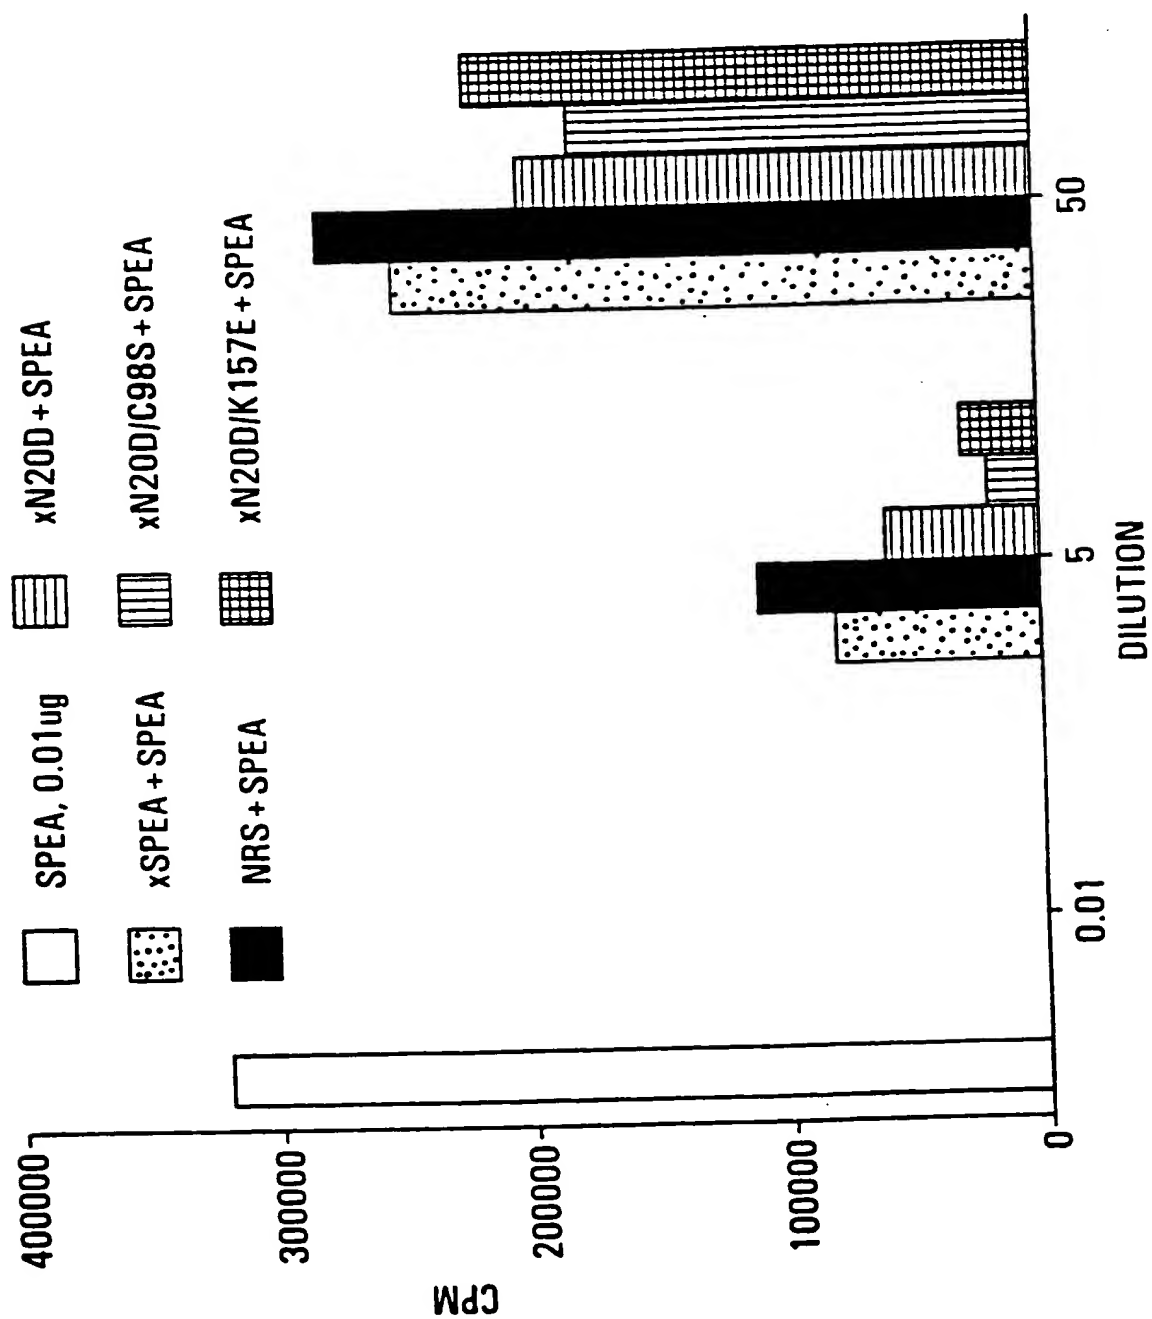 SPEA, 0.01ug
xSPEA+SPEA
NRS+SPEA
xN20D+SPEA
xN20D/C98S+SPEA
xN20D/K157E+SPEA
CPM
400000
300000
200000
100000
0
0.01
5
50
DILUTION